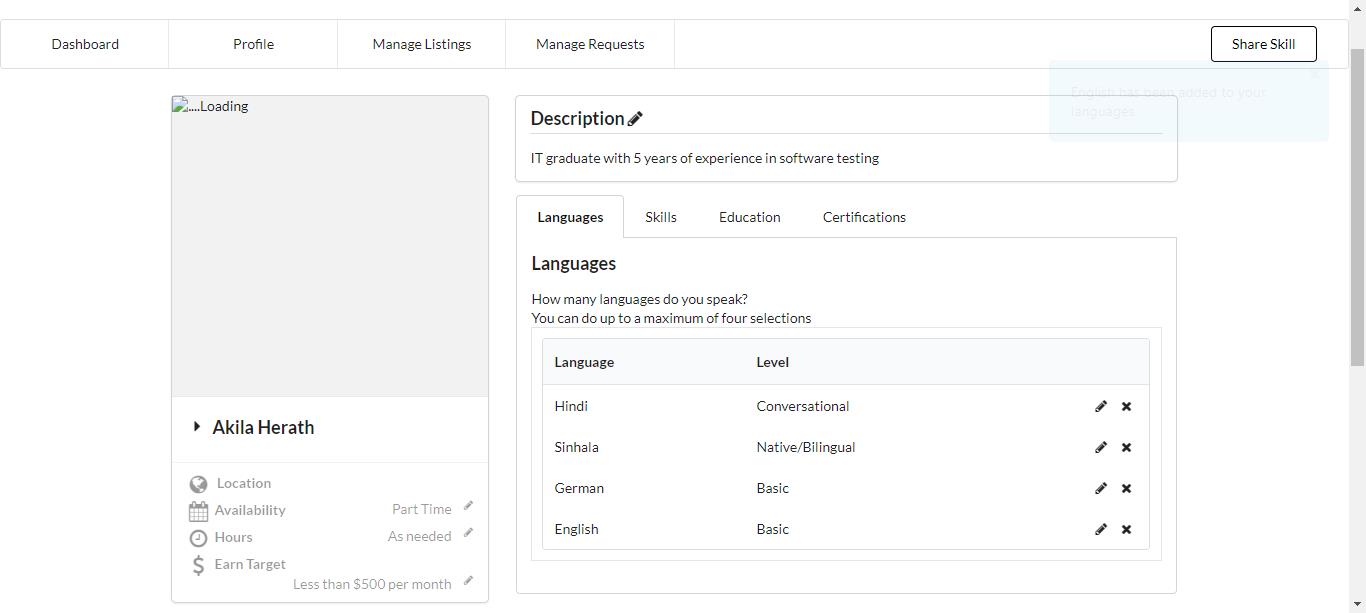 Dashboard
Profile
Manage Listings
Manage Requests
Share Skill
English has been added to your
languages
....Loading
Akila Herath
Location
Availability
Part Time
Hours
As needed
Earn Target
Less than $500 per month
Description
IT graduate with 5 years of experience in software testing
Languages
Skills
Education
Certifications
Languages
How many languages do you speak?
You can do up to a maximum of four selections
Language Level
Hindi Conversational
Sinhala Native/Bilingual
German Basic
English Basic